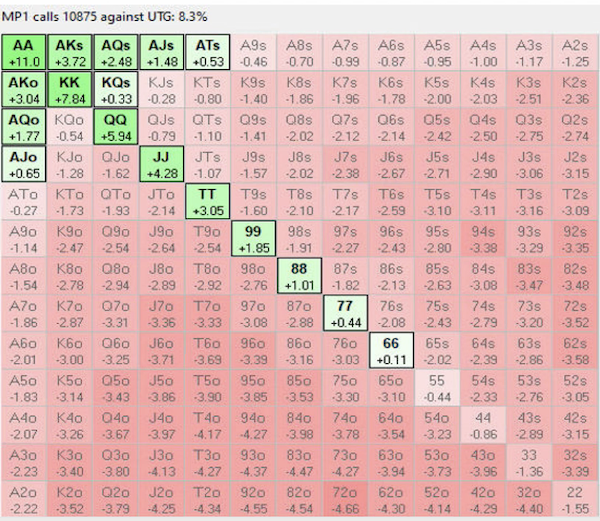 MP1 calls 10875 against UTG: 8.3%
AA AKs AQs AJs ATs A9s A8s A7s A6s A5s A4s A3s A2s
+11.0 +3.72 +2.48 +1.48 +0.53 -0.46 -0.70 -0.99 -0.87 -0.95 -1.00 -1.17 -1.25
AKo KK KQs KJs KTs K9s K8s K7s K6s K5s K4s K3s K2s
+3.04 +7.84 +0.33 -0.28 -0.80 -1.40 -1.86 -1.96 -1.78 -2.00 -2.03 -2.51 -2.36
AQo KQo QQ QJs QTs Q9s Q8s Q7s Q6s Q5s Q4s Q3s Q2s
+1.77 -0.54 +5.94 -0.79 -1.10 -1.41 -2.02 -2.12 -2.14 -2.42 -2.50 -2.75 -2.74
AJo KJo QJo JJ JTs J9s J8s J7s J6s J5s J4s J3s J2s
+0.65 -1.28 -1.62 +4.28 -1.07 -1.57 -2.02 -2.38 -2.67 -2.71 -2.90 -3.06 -3.15
ATo KTo QTo JTo TT T9s T8s T7s T6s T5s T4s T3s T2s
-0.27 -1.73 -1.93 -2.14 +3.05 -1.60 -2.10 -2.17 -2.59 -3.10 -3.11 -3.16 -3.09
A9o K9o Q9o J9o T9o 99 98s 97s 96s 95s 94s 93s 92s
-1.14 -2.47 -2.54 -2.64 -2.54 +1.85 -1.91 -2.27 -2.43 -2.80 -3.38 -3.29 -3.35
A8o K8o Q8o J8o T8o 98o 88 87s 86s 85s 84s 83s 82s
-1.54 -2.78 -2.94 -2.89 -2.92 -2.76 +1.01 -1.82 -2.13 -2.63 -3.08 -3.47 -3.48
A7o K7o Q7o J7o T7o 97o 87o 77 76s 75s 74s 73s 72s
-1.86 -2.87 -3.31 -3.36 -3.33 -3.08 -2.88 +0.44 -2.08 -2.43 -2.79 -3.20 -3.52
A6o K6o Q6o J6o T6o 96o 86o 76o 66 65s 64s 63s 62s
-2.01 -3.00 -3.25 -3.71 -3.69 -3.39 -3.16 -3.03 +0.11 -2.02 -2.39 -2.86 -3.58
A5o K5o Q5o J5o T5o 95o 85o 75o 65o 55 54s 53s 52s
-1.83 -3.14 -3.43 -3.86 -3.90 -3.85 -3.53 -3.30 -3.10 -0.44 -2.33 -2.76 -3.05
A4o K4o Q4o J4o T4o 94o 84o 74o 64o 54o 44 43s 42s
-2.07 -3.26 -3.67 -3.97 -4.17 -4.27 -3.98 -3.78 -3.54 -3.23 -0.86 -2.89 -3.15
A3o K3o Q3o J3o T3o 93o 83o 73o 63o 53o 43o 33 32s
-2.23 -3.40 -3.80 -4.13 -4.27 -4.37 -4.47 -4.27 -3.94 -3.73 -3.96 -1.36 -3.39
A2o K2o Q2o J2o T2o 92o 82o 72o 62o 52o 42o 32o 22
-2.22 -3.52 -3.79 -4.25 -4.34 -4.55 -4.54 -4.66 -4.30 -4.14 -4.29 -4.40 -1.55